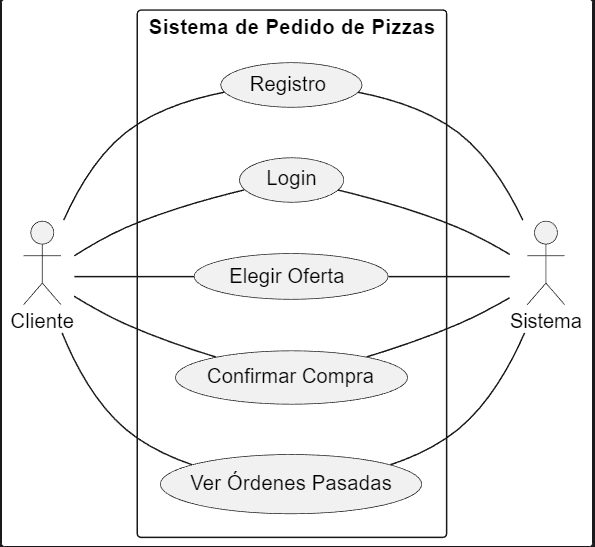 Sistema de Pedido de Pizzas
Registro
Login
Elegir Oferta
Cliente
Sistema
Confirmar Compra
Ver Órdenes Pasadas